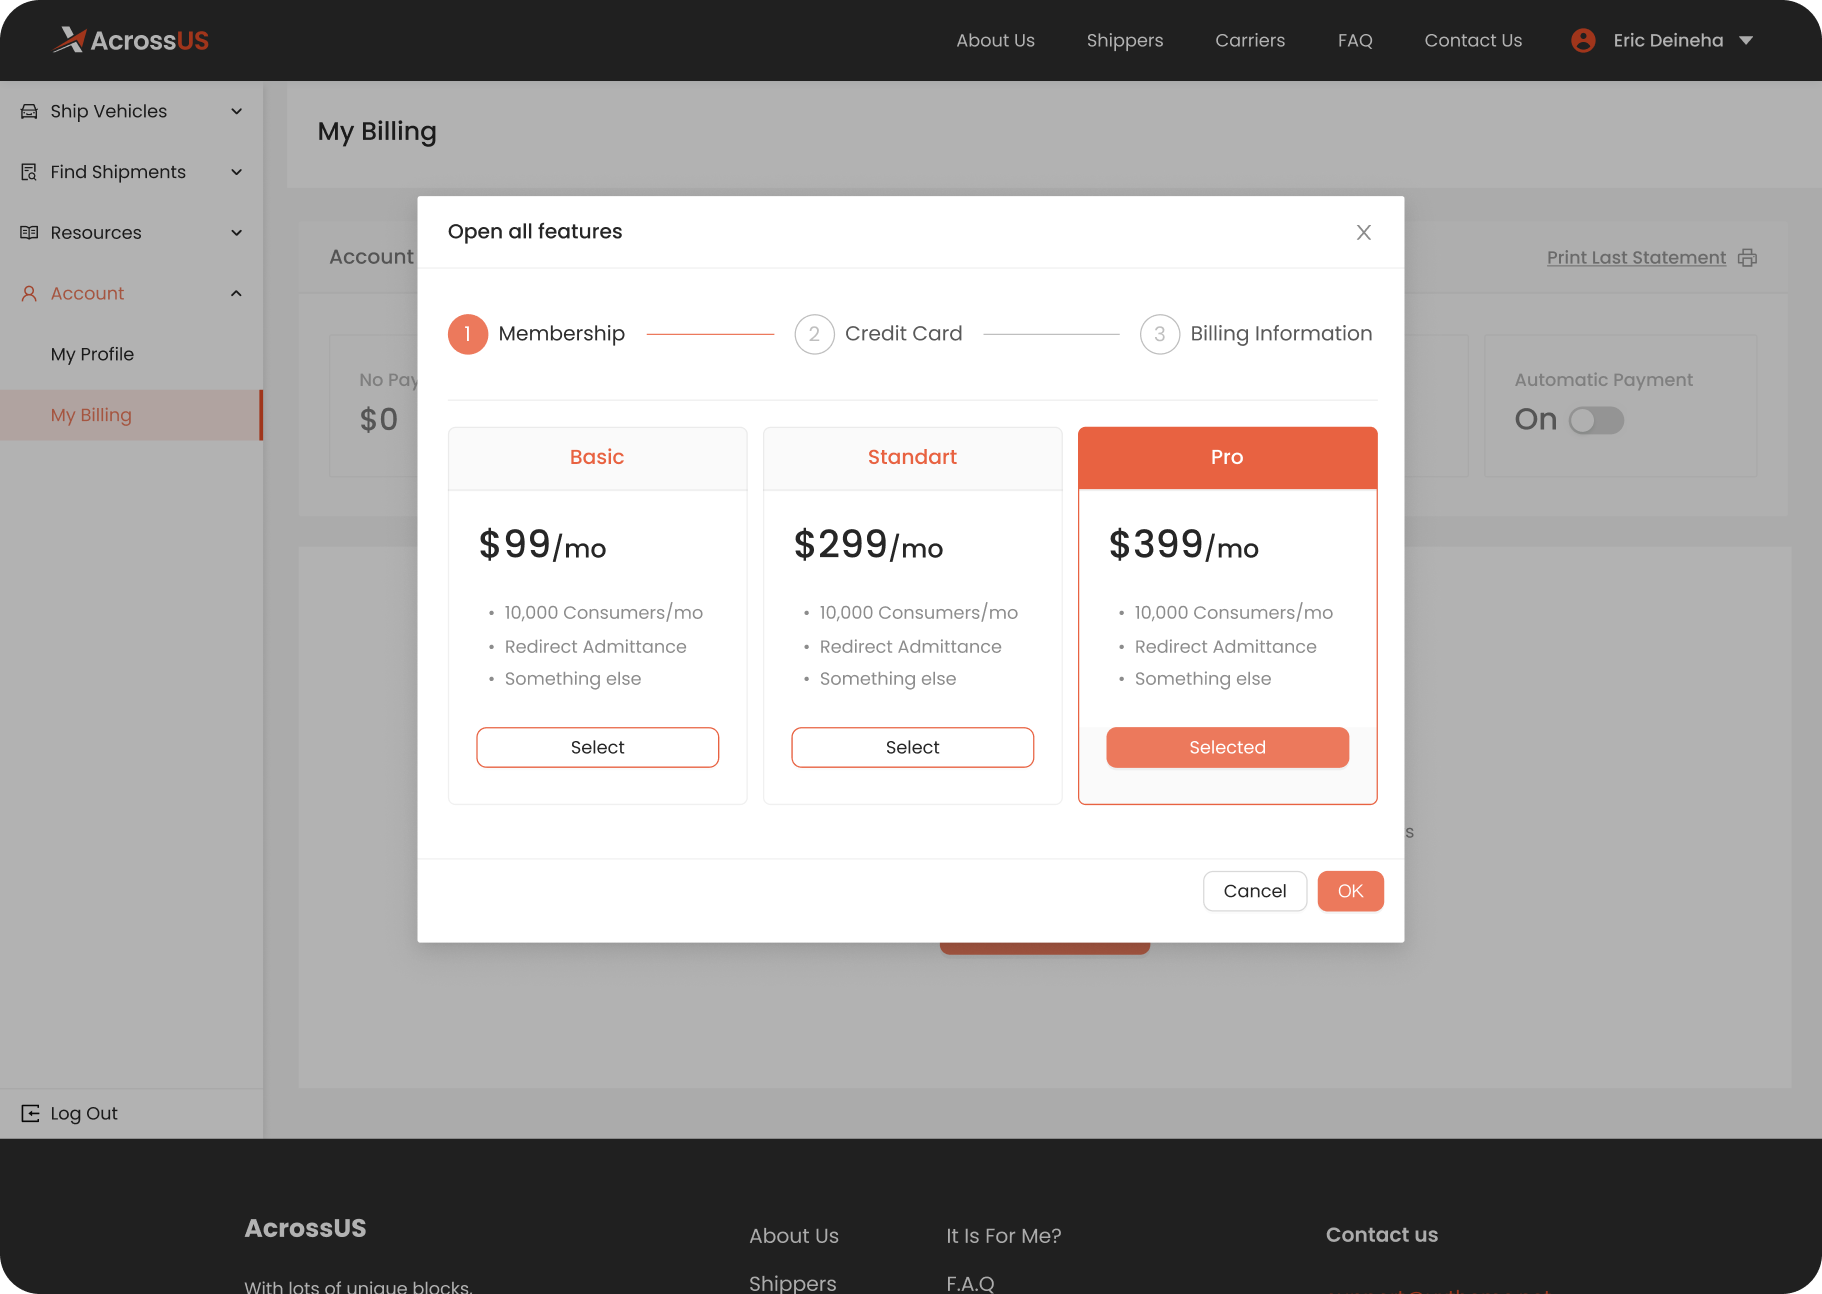 AcrossUS
About Us
Shippers
Carriers
FAQ
Contact Us
Eric Deineha
Ship Vehicles
Find Shipments
Resources
Account
My Profile
My Billing
Log Out
My Billing
Account
Print Last Statement
No Pay
$0
Automatic Payment
On
Open all features
1 Membership
2 Credit Card
3 Billing Information
Basic
$99/mo
• 10,000 Consumers/mo
• Redirect Admittance
• Something else
Select
Standart
$299/mo
• 10,000 Consumers/mo
• Redirect Admittance
• Something else
Select
Pro
$399/mo
• 10,000 Consumers/mo
• Redirect Admittance
• Something else
Selected
s
Cancel
OK
AcrossUS
With lots of unique blocks,
About Us
Shippers
It Is For Me?
F.A.Q
Contact us